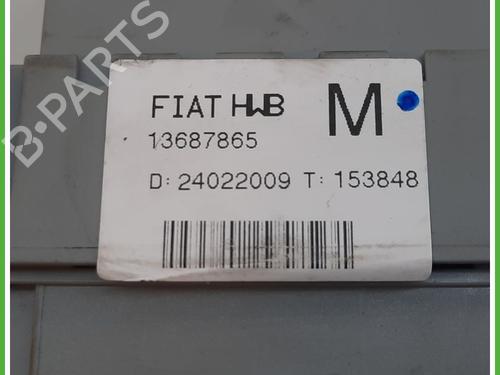 B-PARTS
FIAT HWB M
13687865
D: 24022009 T: 153848